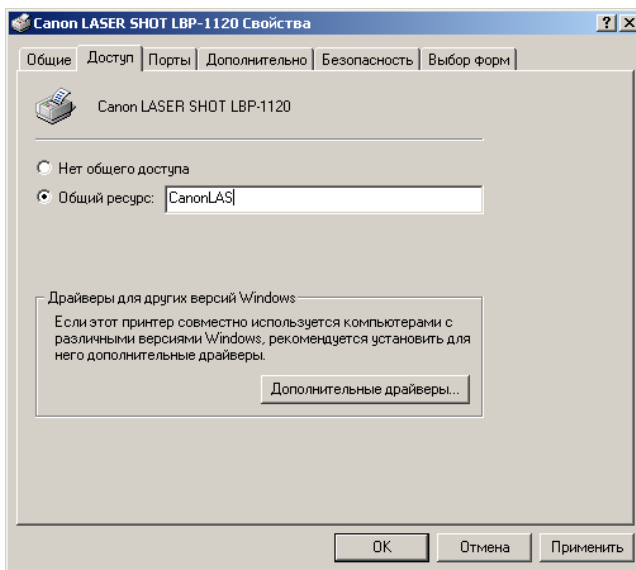 Canon LASER SHOT LBP-1120 Свойства
Общие Доступ Порты Дополнительно Безопасность Выбор форм
Canon LASER SHOT LBP-1120
Нет общего доступа
Общий ресурс: CanonLAS
Драйверы для других версий Windows
Если этот принтер совместно используется компьютерами с
различными версиями Windows, рекомендуется установить для
него дополнительные драйверы.
Дополнительные драйверы...
OK Отмена Применить